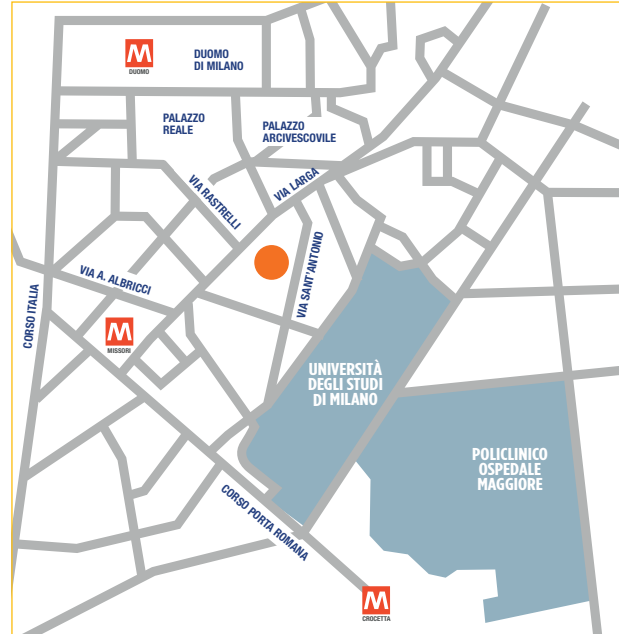 M
DUOMO
DUOMO
DI MILANO
PALAZZO
REALE
PALAZZO
ARCIVESCOVILE
VIA LARGA
VIA RASTRELLI
VIA SANT'ANTONIO
VIA A. ALBRICCI
CORSO ITALIA
M
MISSORI
UNIVERSITÀ
DEGLI STUDI
DI MILANO
POLICLINICO
OSPEDALE
MAGGIORE
CORSO PORTA ROMANA
M
CROCETTA